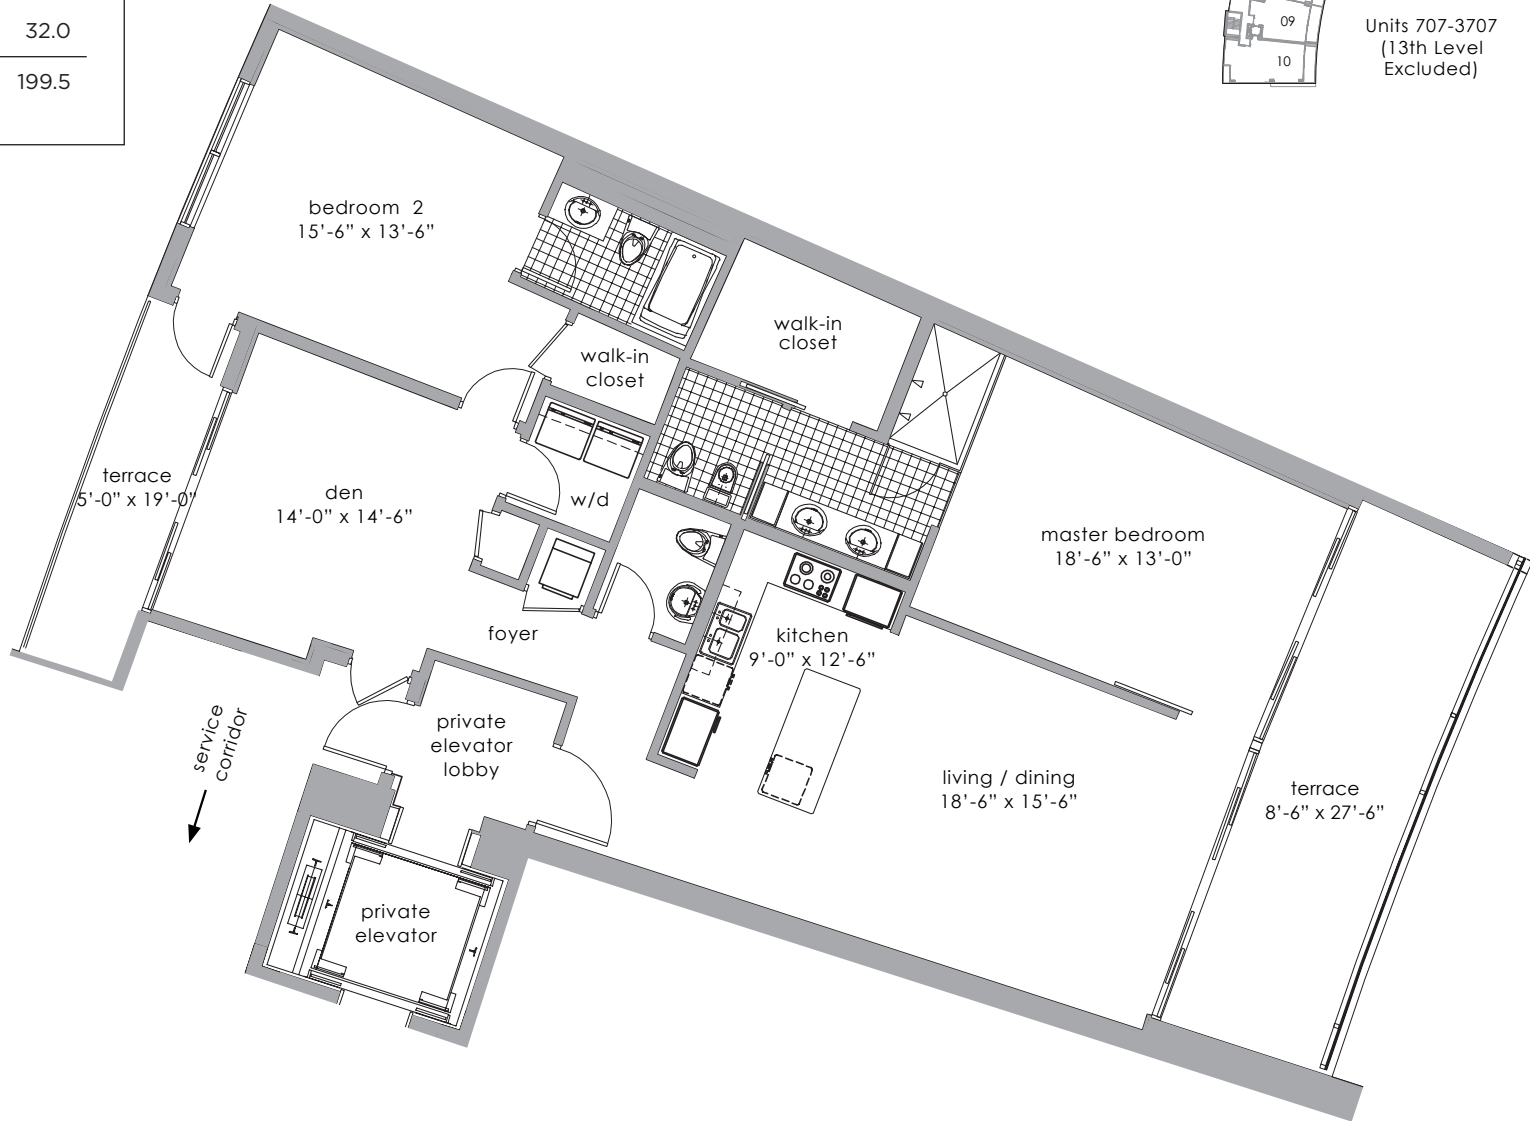 32.0
199.5
09
10
Units 707-3707
(13th Level
Excluded)
bedroom 2
15'-6” x 13'-6”
walk-in
closet
walk-in
closet
terrace
5'-0” x 19'-0”
den
14'-0” x 14'-6”
w/d
master bedroom
18'-6” x 13'-0”
foyer
kitchen
9'-0” x 12'-6”
service
corridor
private
elevator
lobby
living / dining
18'-6” x 15'-6”
terrace
8'-6” x 27'-6”
private
elevator